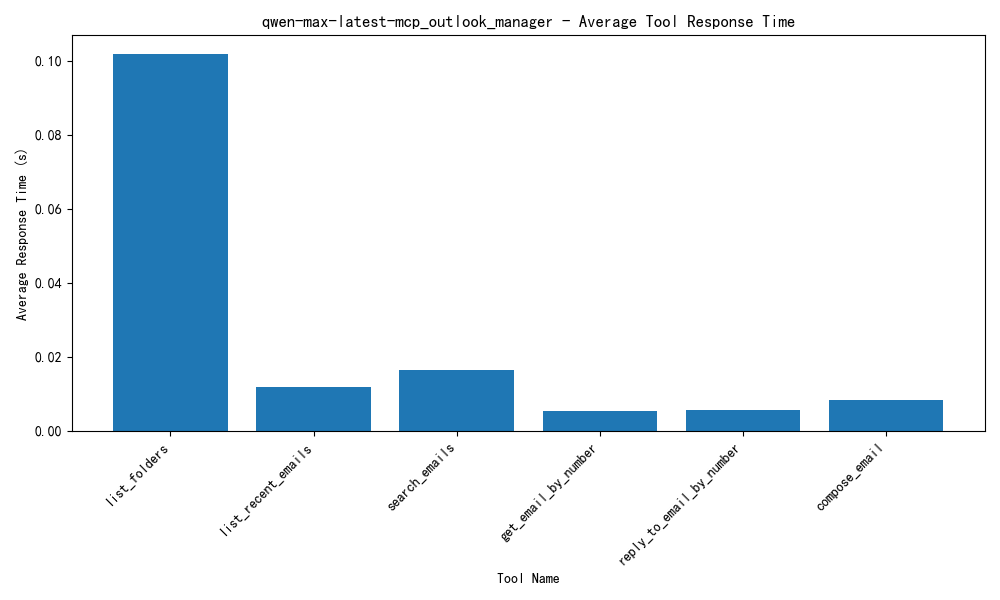 qwen-max-latest-mcp_outlook_manager - Average Tool Response Time
Average Response Time (s)
0.10
0.08
0.06
0.04
0.02
0.00
list_folders
list_recent_emails
search_emails
get_email_by_number
reply_to_email_by_number
compose_email
Tool Name